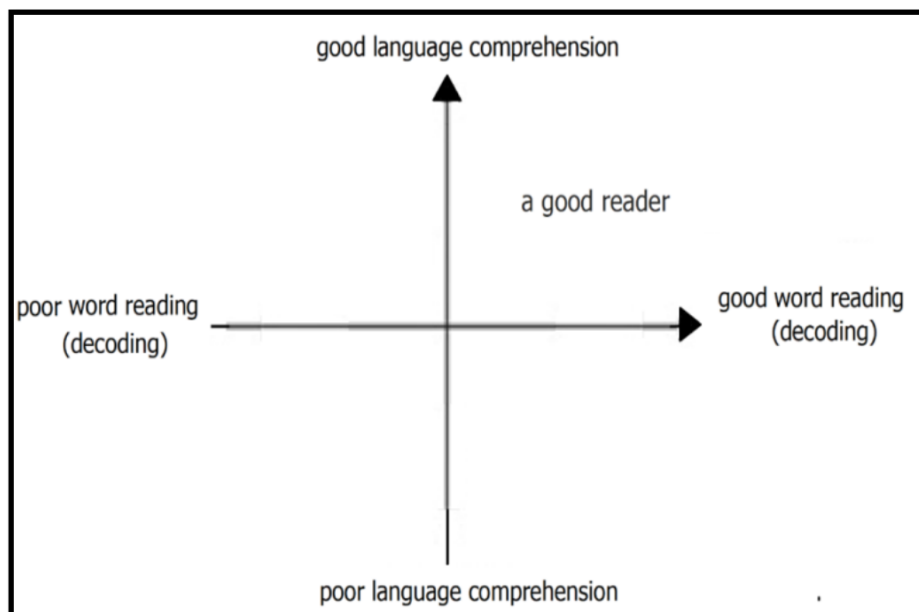 good language comprehension
a good reader
poor word reading
(decoding)
good word reading
(decoding)
poor language comprehension